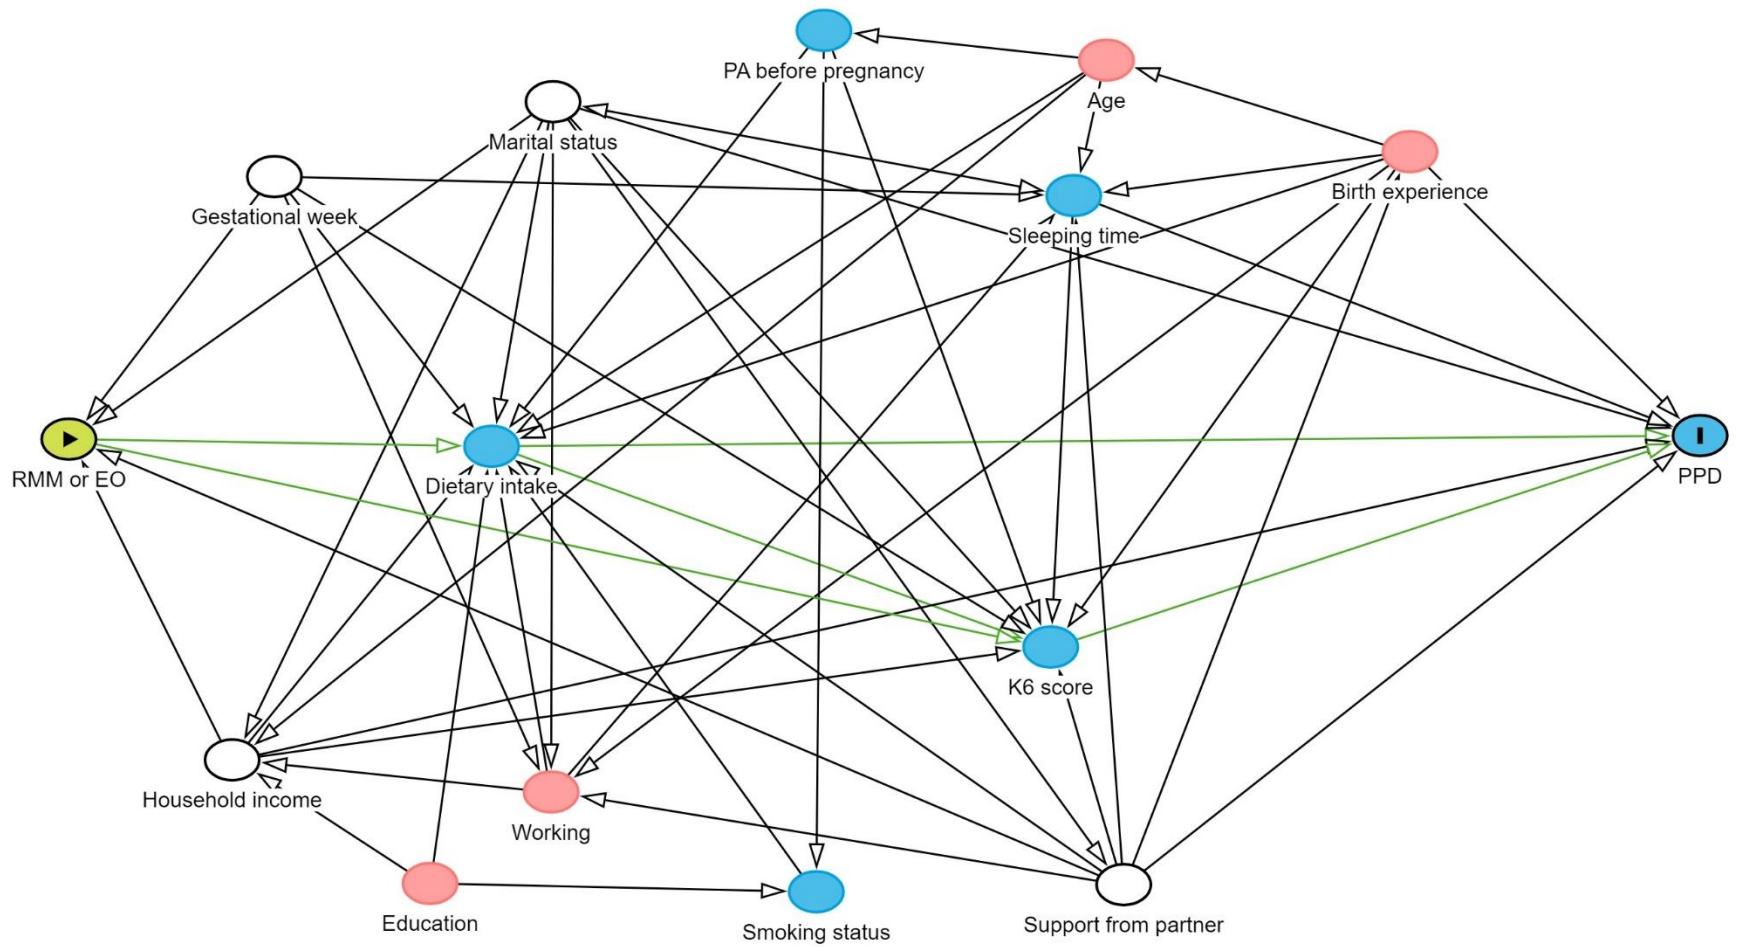 PA before pregnancy
Age
Marital status
Birth experience
Gestational week
Sleeping time
RMM or EO
Dietary intake
PPD
K6 score
Household income
Working
Education
Smoking status
Support from partner